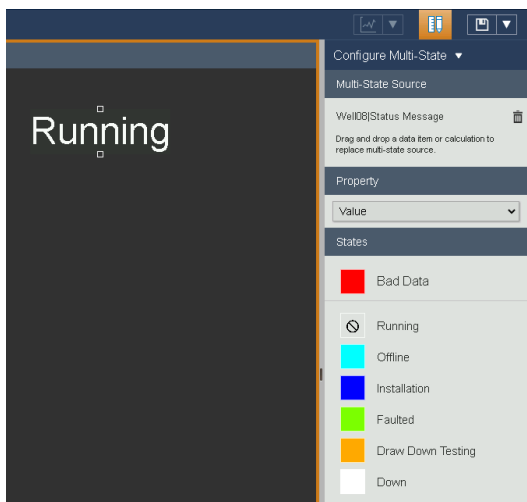 Configure Multi-State
Multi-State Source
Running
Well08|Status Message
Drag and drop a data item or calculation to
replace multi-state source.
Property
Value
States
Bad Data
Running
Offline
Installation
Faulted
Draw Down Testing
Down